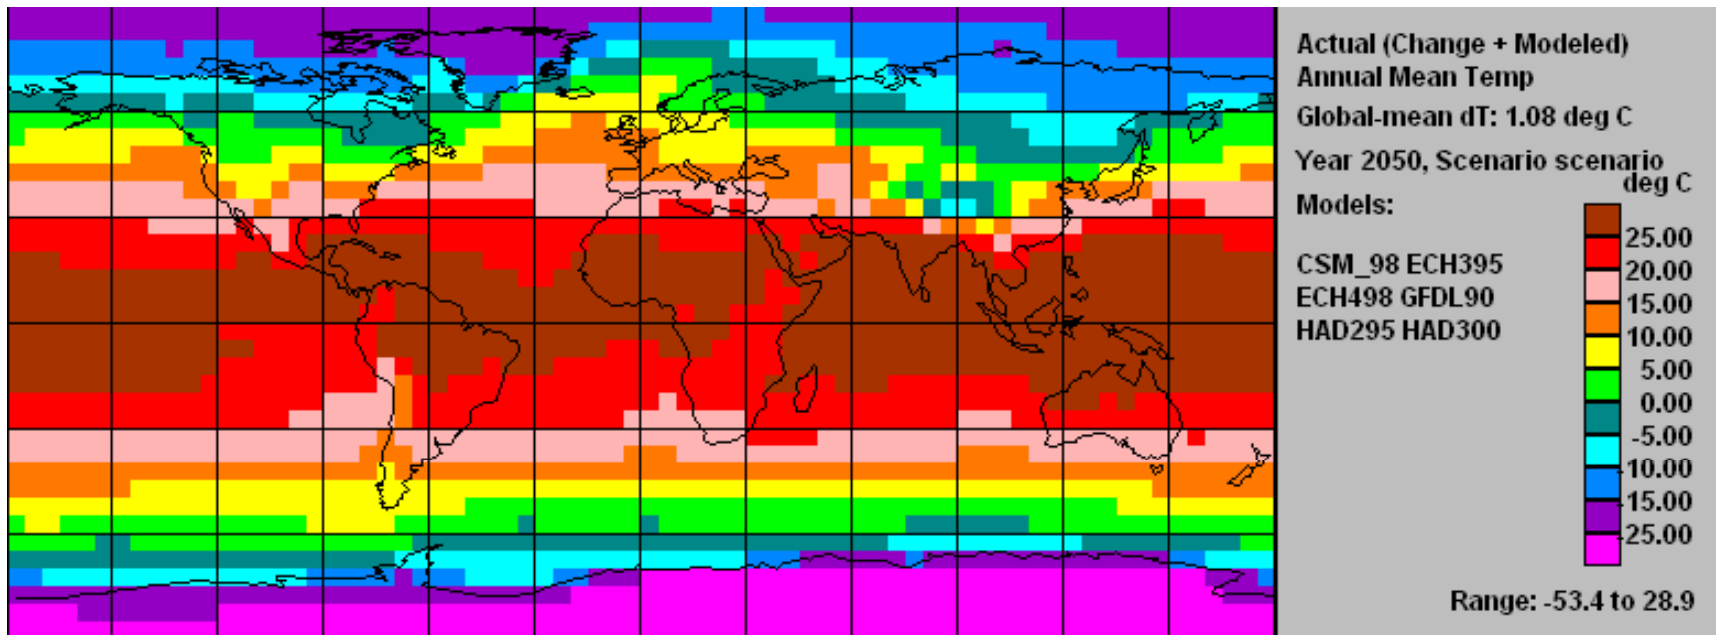 Actual (Change + Modeled)
Annual Mean Temp
Global-mean dT: 1.08 deg C
Year 2050, Scenario scenario
deg C
Models:
CSM_98 ECH395
ECH498 GFDL90
HAD295 HAD300
25.00
20.00
15.00
10.00
5.00
0.00
-5.00
-10.00
-15.00
-25.00
Range: -53.4 to 28.9